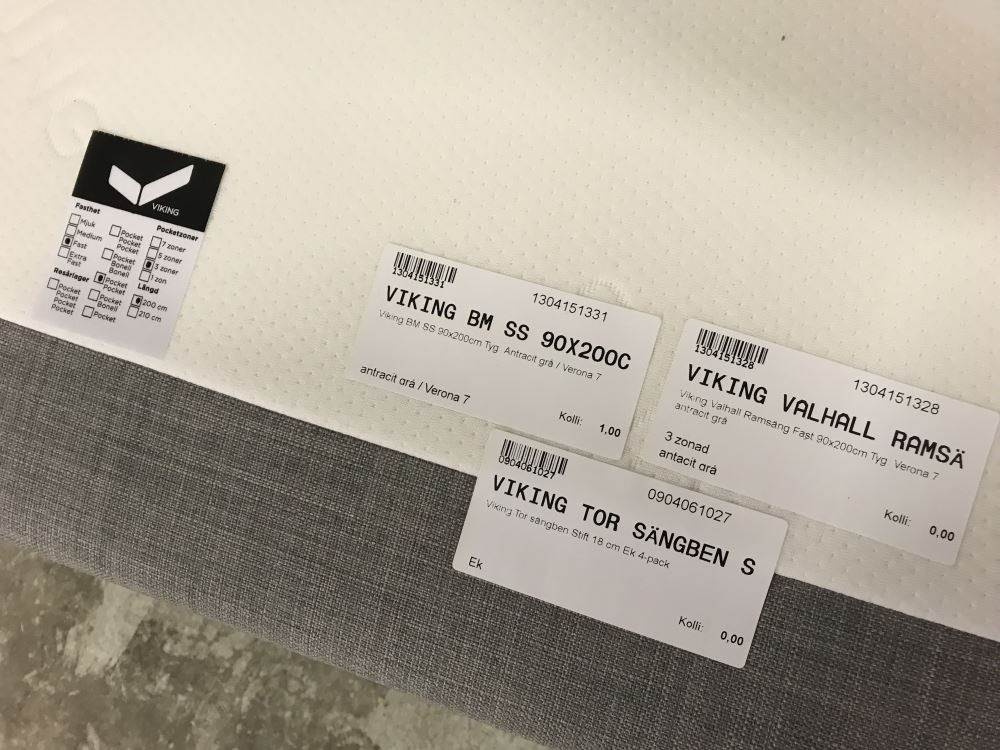 VIKING
Fasthet
Mjuk
Medium
Fast
Extra
Fast
Resårlager
Pocket
Pocket
Pocket
Pocket
Pocket
Pocket
Pocket
Bonell
Pocket
Pocket
Pocket
Bonell
Pocket
Pocketzoner
7 zoner
5 zoner
3 zoner
1 zon
Längd
200 cm
210 cm
1304151331
1304151331
VIKING BM SS 90X200C
Viking BM SS 90x200cm Tyg. Antracit grå / Verona 7
antracit grå / Verona 7
Kolli: 1,00
1304151328
1304151328
VIKING VALHALL RAMSÄ
Viking Valhall Ramsäng Fast 90x200cm Tyg. Verona 7
antracit grå
3 zonad
antacit grå
Kolli: 0,00
0904061027
0904061027
VIKING TOR SÄNGBEN S
Viking Tor sängben Stift 18 cm Ek 4-pack
Ek
Kolli: 0,00